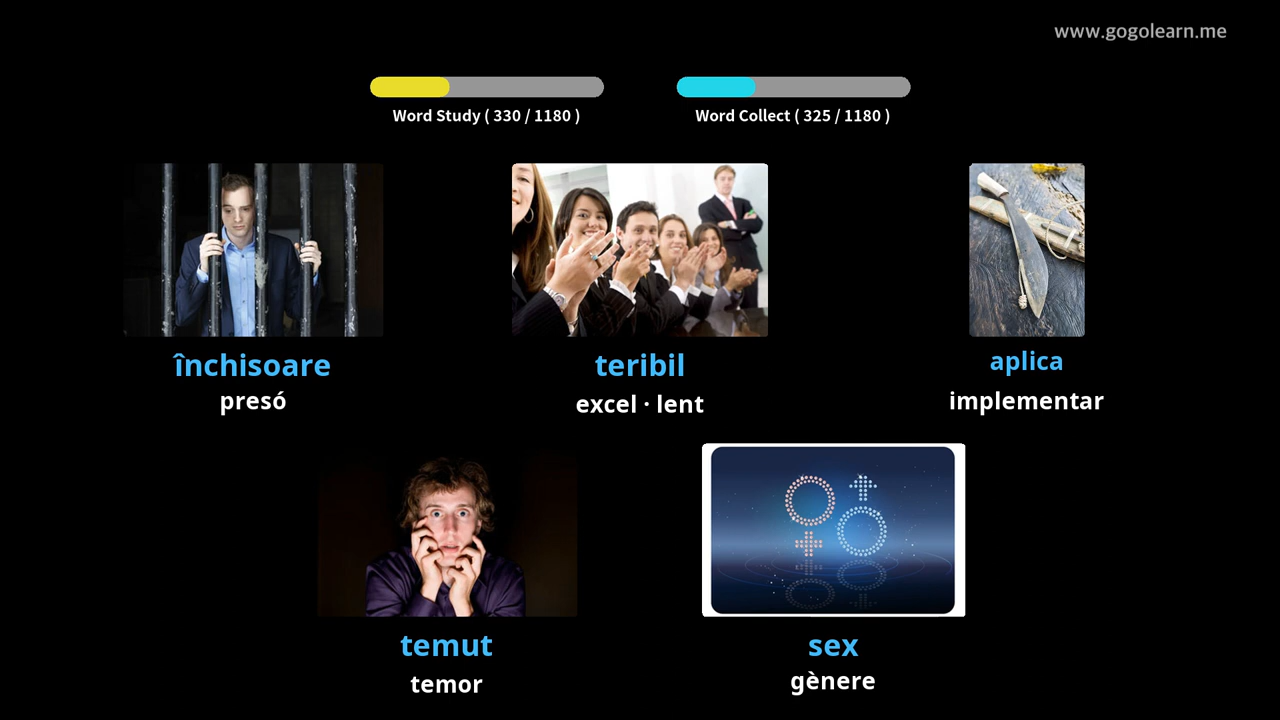 www.gogolearn.me
Word Study ( 330 / 1180 )
Word Collect ( 325 / 1180 )
închisoare
presó
teribil
excel · lent
aplica
implementar
temut
temor
sex
gènere